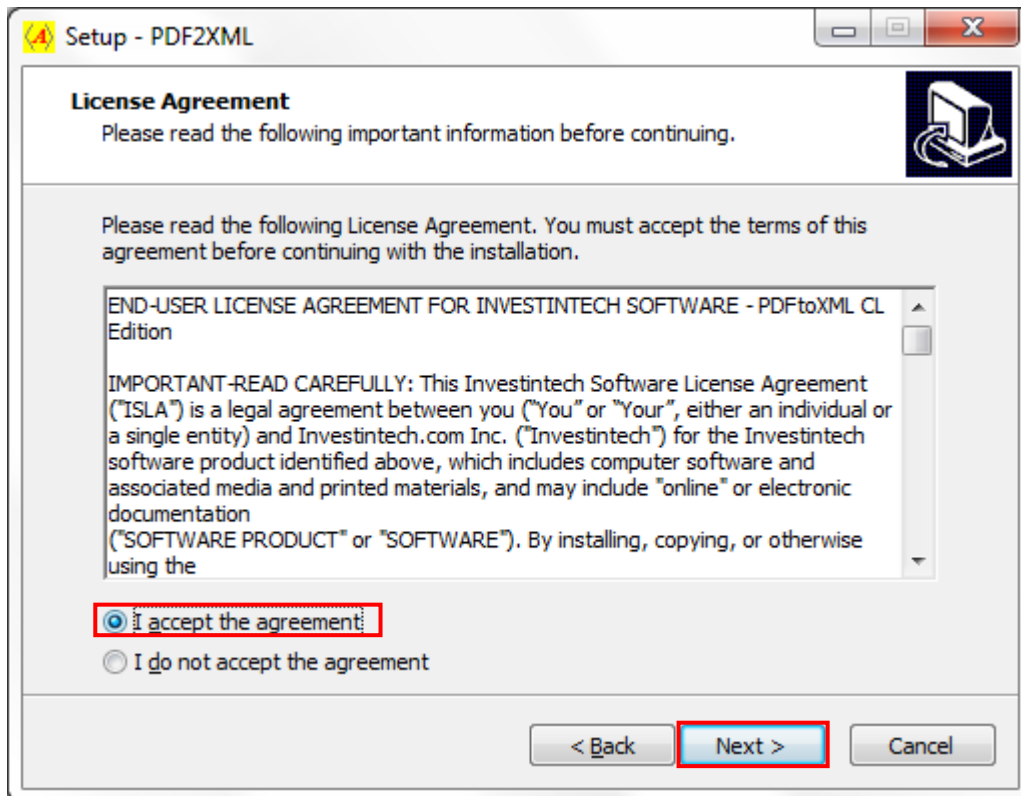 Setup - PDF2XML
License Agreement
Please read the following important information before continuing.
Please read the following License Agreement. You must accept the terms of this
agreement before continuing with the installation.
END-USER LICENSE AGREEMENT FOR INVESTINTECH SOFTWARE - PDFtoXML CL
Edition
IMPORTANT-READ CAREFULLY: This Investintech Software License Agreement
("ISLA") is a legal agreement between you (“You” or “Your”, either an individual or
a single entity) and Investintech.com Inc. ("Investintech") for the Investintech
software product identified above, which includes computer software and
associated media and printed materials, and may include "online" or electronic
documentation
("SOFTWARE PRODUCT" or "SOFTWARE"). By installing, copying, or otherwise
using the
I accept the agreement
I do not accept the agreement
< Back Next > Cancel